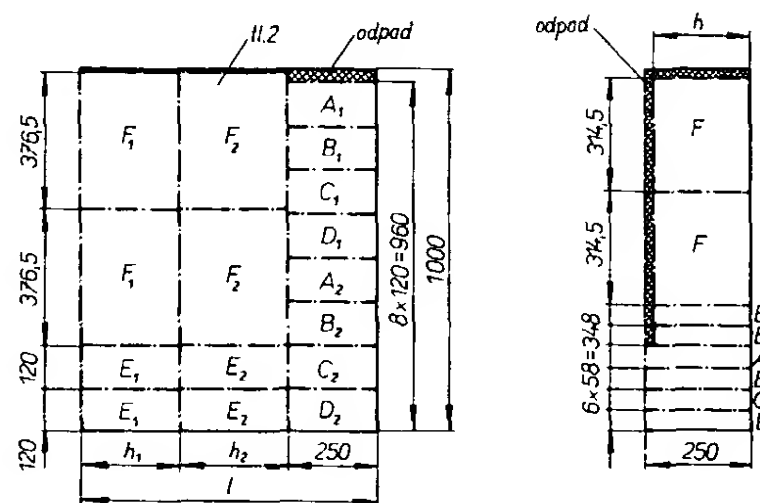 tl.2
odpad
376,5
376,5
120
120
F₁
F₂
F₁
F₂
E₁
E₂
E₁
E₂
A₁
B₁
C₁
D₁
A₂
B₂
C₂
D₂
8×120=960
1000
h₁
h₂
250
l
odpad
h
314,5
314,5
6×58=348
F
F
250